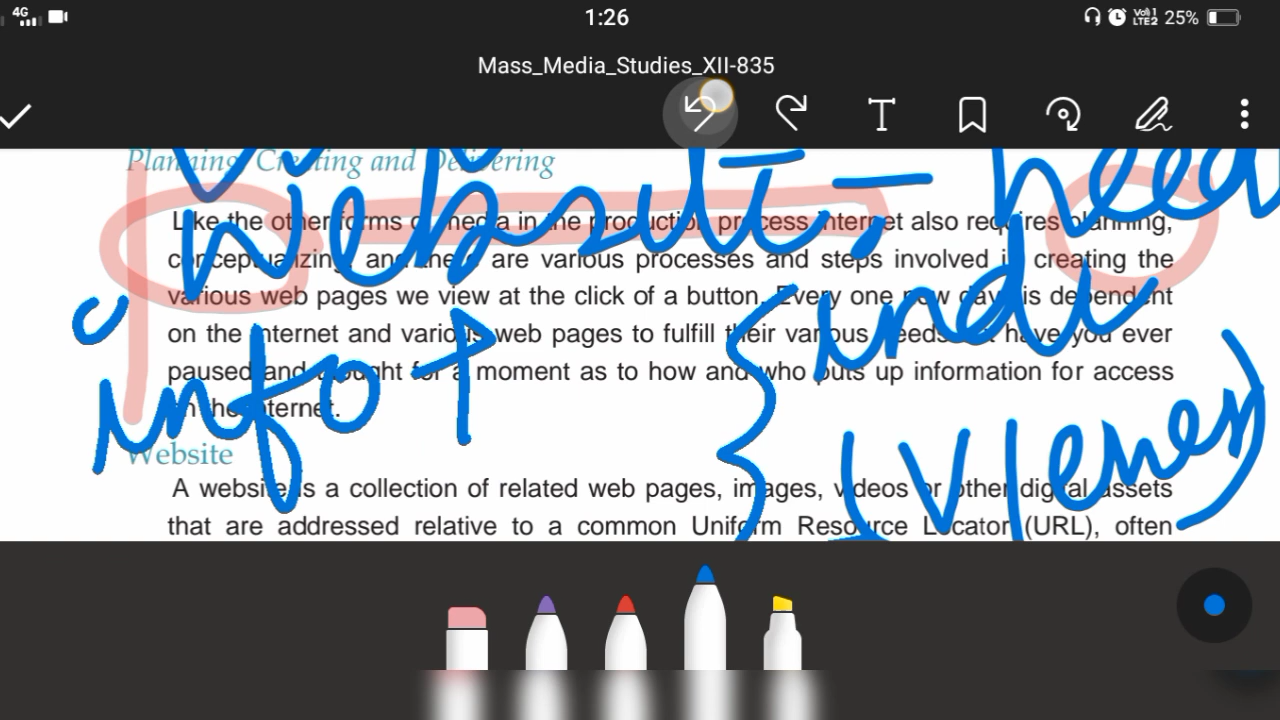 4G 1:26 Vol) 1 LTE2 25%
Mass_Media_Studies_XII-835
Planning, Creating and Delivering
Website - need
Like the other forms of media in the production process internet also requires planning,
conceptualizing, and there are various processes and steps involved in creating the
various web pages we view at the click of a button. Every one now days is dependent
on the internet and various web pages to fulfill their various needs. have you ever
paused and thought for a moment as to how and who puts up information for access
on the internet.
info +
Website
A website is a collection of related web pages, images, videos or other digital assets
that are addressed relative to a common Uniform Resource Locator (URL), often